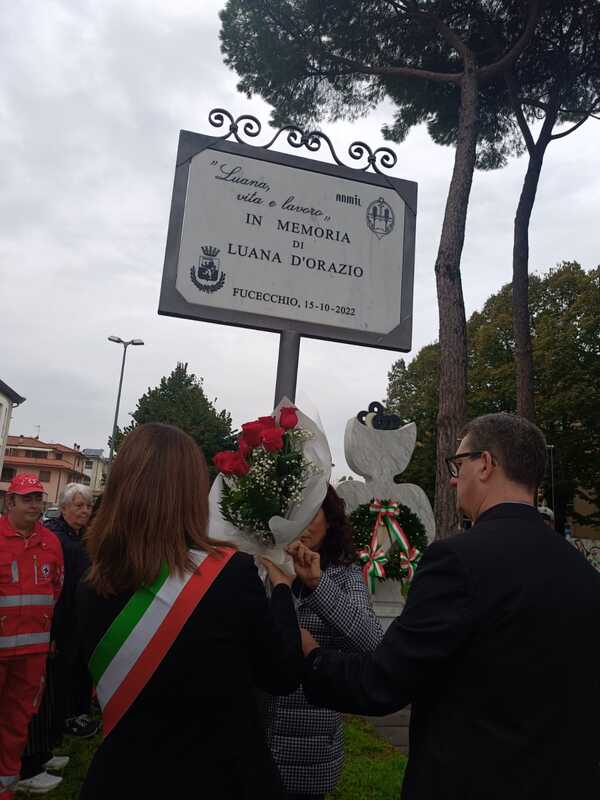 "Luana,
vita e lavoro„
ANMIL
IN MEMORIA
DI
LUANA D'ORAZIO
FUCECCHIO, 15-10-2022